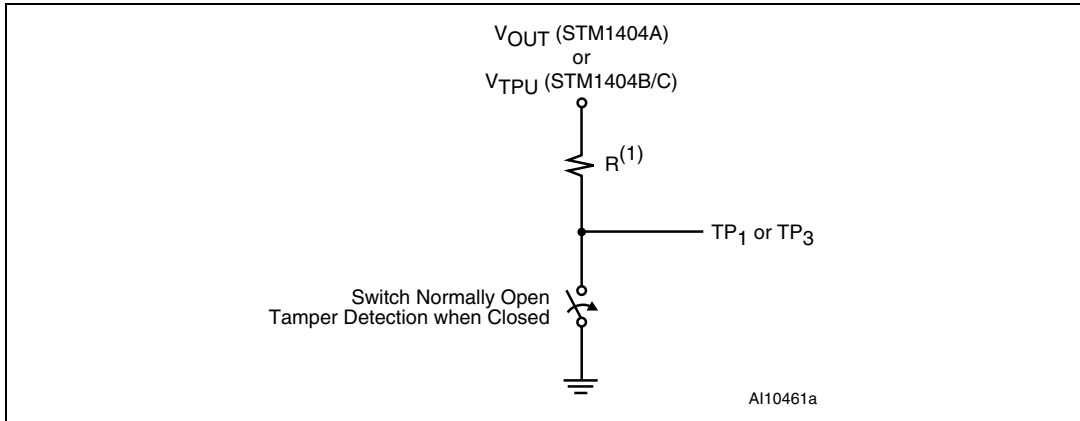 VOUT (STM1404A)
or
VTPU (STM1404B/C)
R(1)
TP1 or TP3
Switch Normally Open
Tamper Detection when Closed
AI10461a